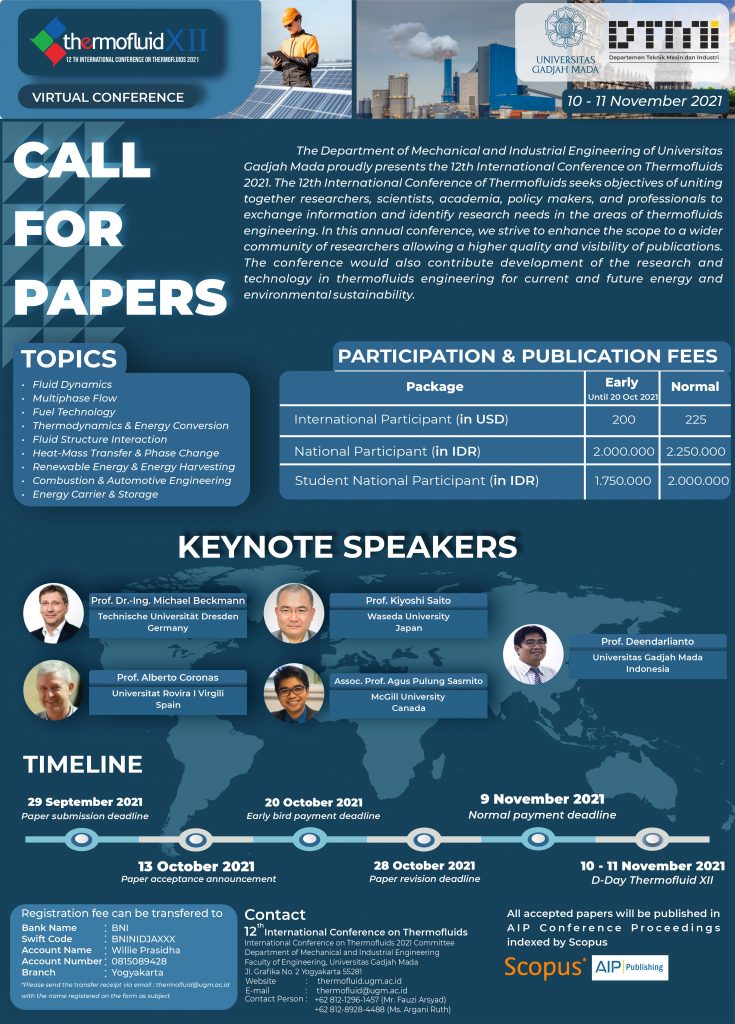 thermofluid XII
12 TH INTERNATIONAL CONFERENCE ON THERMOFLUIDS 2021
VIRTUAL CONFERENCE
UNIVERSITAS
GADJAH MADA
DTMI
Departemen Teknik Mesin dan Industri
10 - 11 November 2021
CALL
FOR
PAPERS
The Department of Mechanical and Industrial Engineering of Universitas
Gadjah Mada proudly presents the 12th International Conference on Thermofluids
2021. The 12th International Conference of Thermofluids seeks objectives of uniting
together researchers, scientists, academia, policy makers, and professionals to
exchange information and identify research needs in the areas of thermofluids
engineering. In this annual conference, we strive to enhance the scope to a wider
community of researchers allowing a higher quality and visibility of publications.
The conference would also contribute development of the research and
technology in thermofluids engineering for current and future energy and
environmental sustainability.
TOPICS
• Fluid Dynamics
• Multiphase Flow
• Fuel Technology
• Thermodynamics & Energy Conversion
• Fluid Structure Interaction
• Heat-Mass Transfer & Phase Change
• Renewable Energy & Energy Harvesting
• Combustion & Automotive Engineering
• Energy Carrier & Storage
PARTICIPATION & PUBLICATION FEES
Package Early Until 20 Oct 2021 Normal
International Participant (in USD) 200 225
National Participant (in IDR) 2.000.000 2.250.000
Student National Participant (in IDR) 1.750.000 2.000.000
KEYNOTE SPEAKERS
Prof. Dr.-Ing. Michael Beckmann
Technische Universität Dresden
Germany
Prof. Kiyoshi Saito
Waseda University
Japan
Prof. Deendarlianto
Universitas Gadjah Mada
Indonesia
Prof. Alberto Coronas
Universitat Rovira I Virgili
Spain
Assoc. Prof. Agus Pulung Sasmito
McGill University
Canada
TIMELINE
29 September 2021
Paper submission deadline
13 October 2021
Paper acceptance announcement
20 October 2021
Early bird payment deadline
28 October 2021
Paper revision deadline
9 November 2021
Normal payment deadline
10 - 11 November 2021
D-Day Thermofluid XII
Registration fee can be transfered to
Bank Name : BNI
Swift Code : BNINIDJAXXX
Account Name : Willie Prasidha
Account Number : 0815089428
Branch : Yogyakarta
*Please send the transfer receipt via email : thermofluid@ugm.ac.id
with the name registered on the form as subject
Contact
12th International Conference on Thermofluids
International Conference on Thermofluids 2021 Committee
Department of Mechanical and Industrial Engineering
Faculty of Engineering, Universitas Gadjah Mada
Jl. Grafika No. 2 Yogyakarta 55281
Website : thermofluid.ugm.ac.id
E-mail : thermofluid@ugm.ac.id
Contact Person : +62 812-1296-1457 (Mr. Fauzi Arsyad)
+62 812-8928-4488 (Ms. Argani Ruth)
All accepted papers will be published in
AIP Conference Proceedings
indexed by Scopus
Scopus®
AIP Publishing